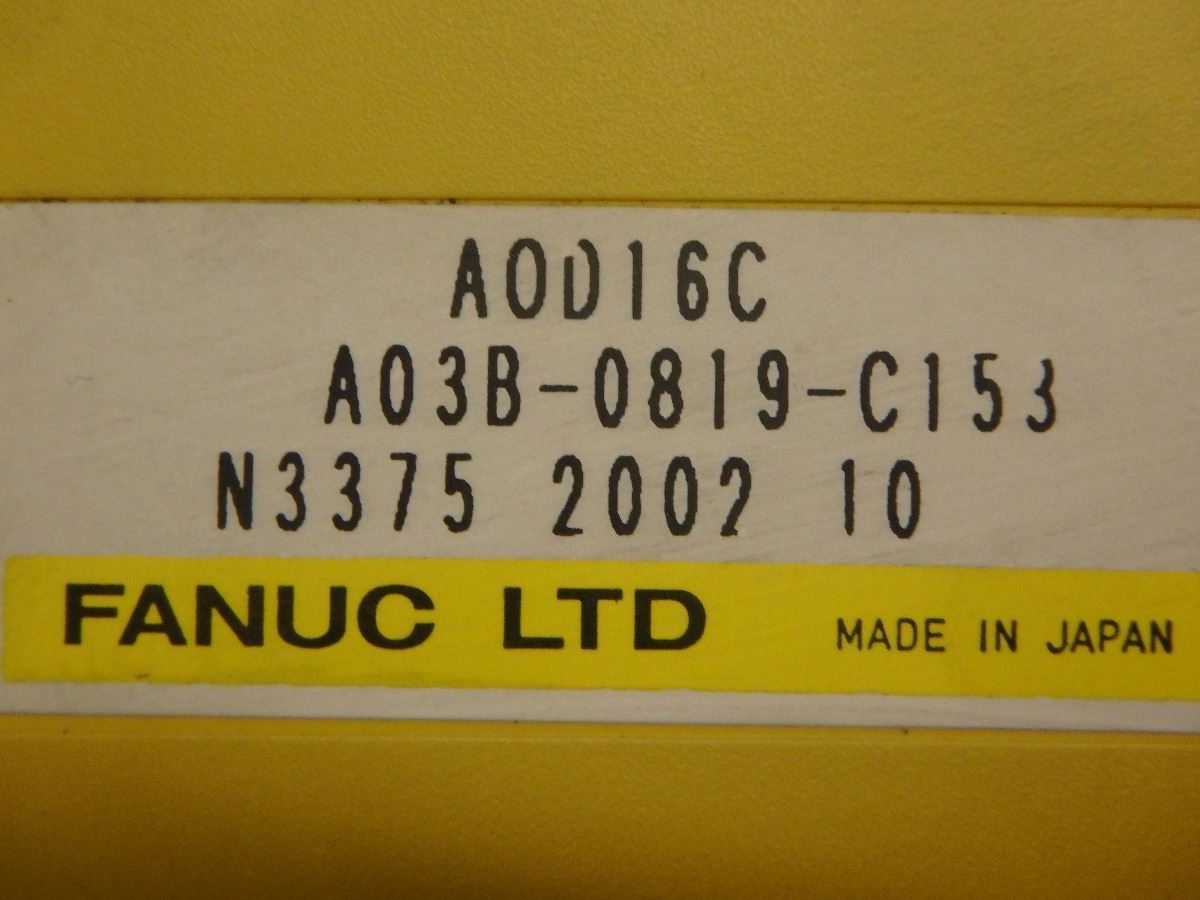 AOD16C
A03B-0819-C153
N3375 2002 10
FANUC LTD
MADE IN JAPAN